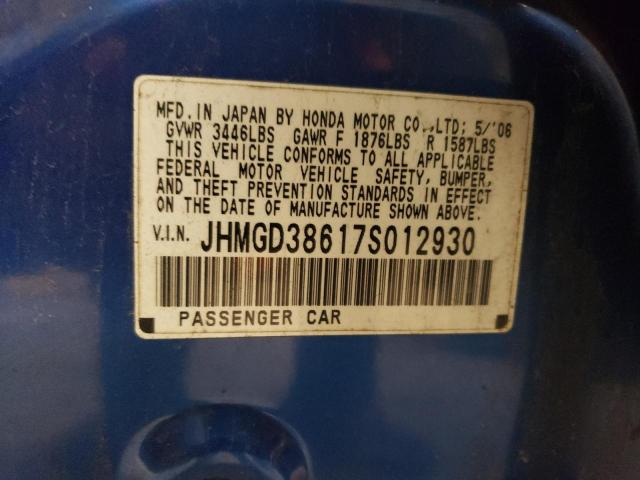 MFD. IN JAPAN BY HONDA MOTOR CO.,LTD; 5/'06
GVWR 3446LBS GAWR F 1876LBS R 1587LBS
THIS VEHICLE CONFORMS TO ALL APPLICABLE
FEDERAL MOTOR VEHICLE SAFETY, BUMPER,
AND THEFT PREVENTION STANDARDS IN EFFECT
ON THE DATE OF MANUFACTURE SHOWN ABOVE.
V.I.N. JHMGD38617S012930
PASSENGER CAR